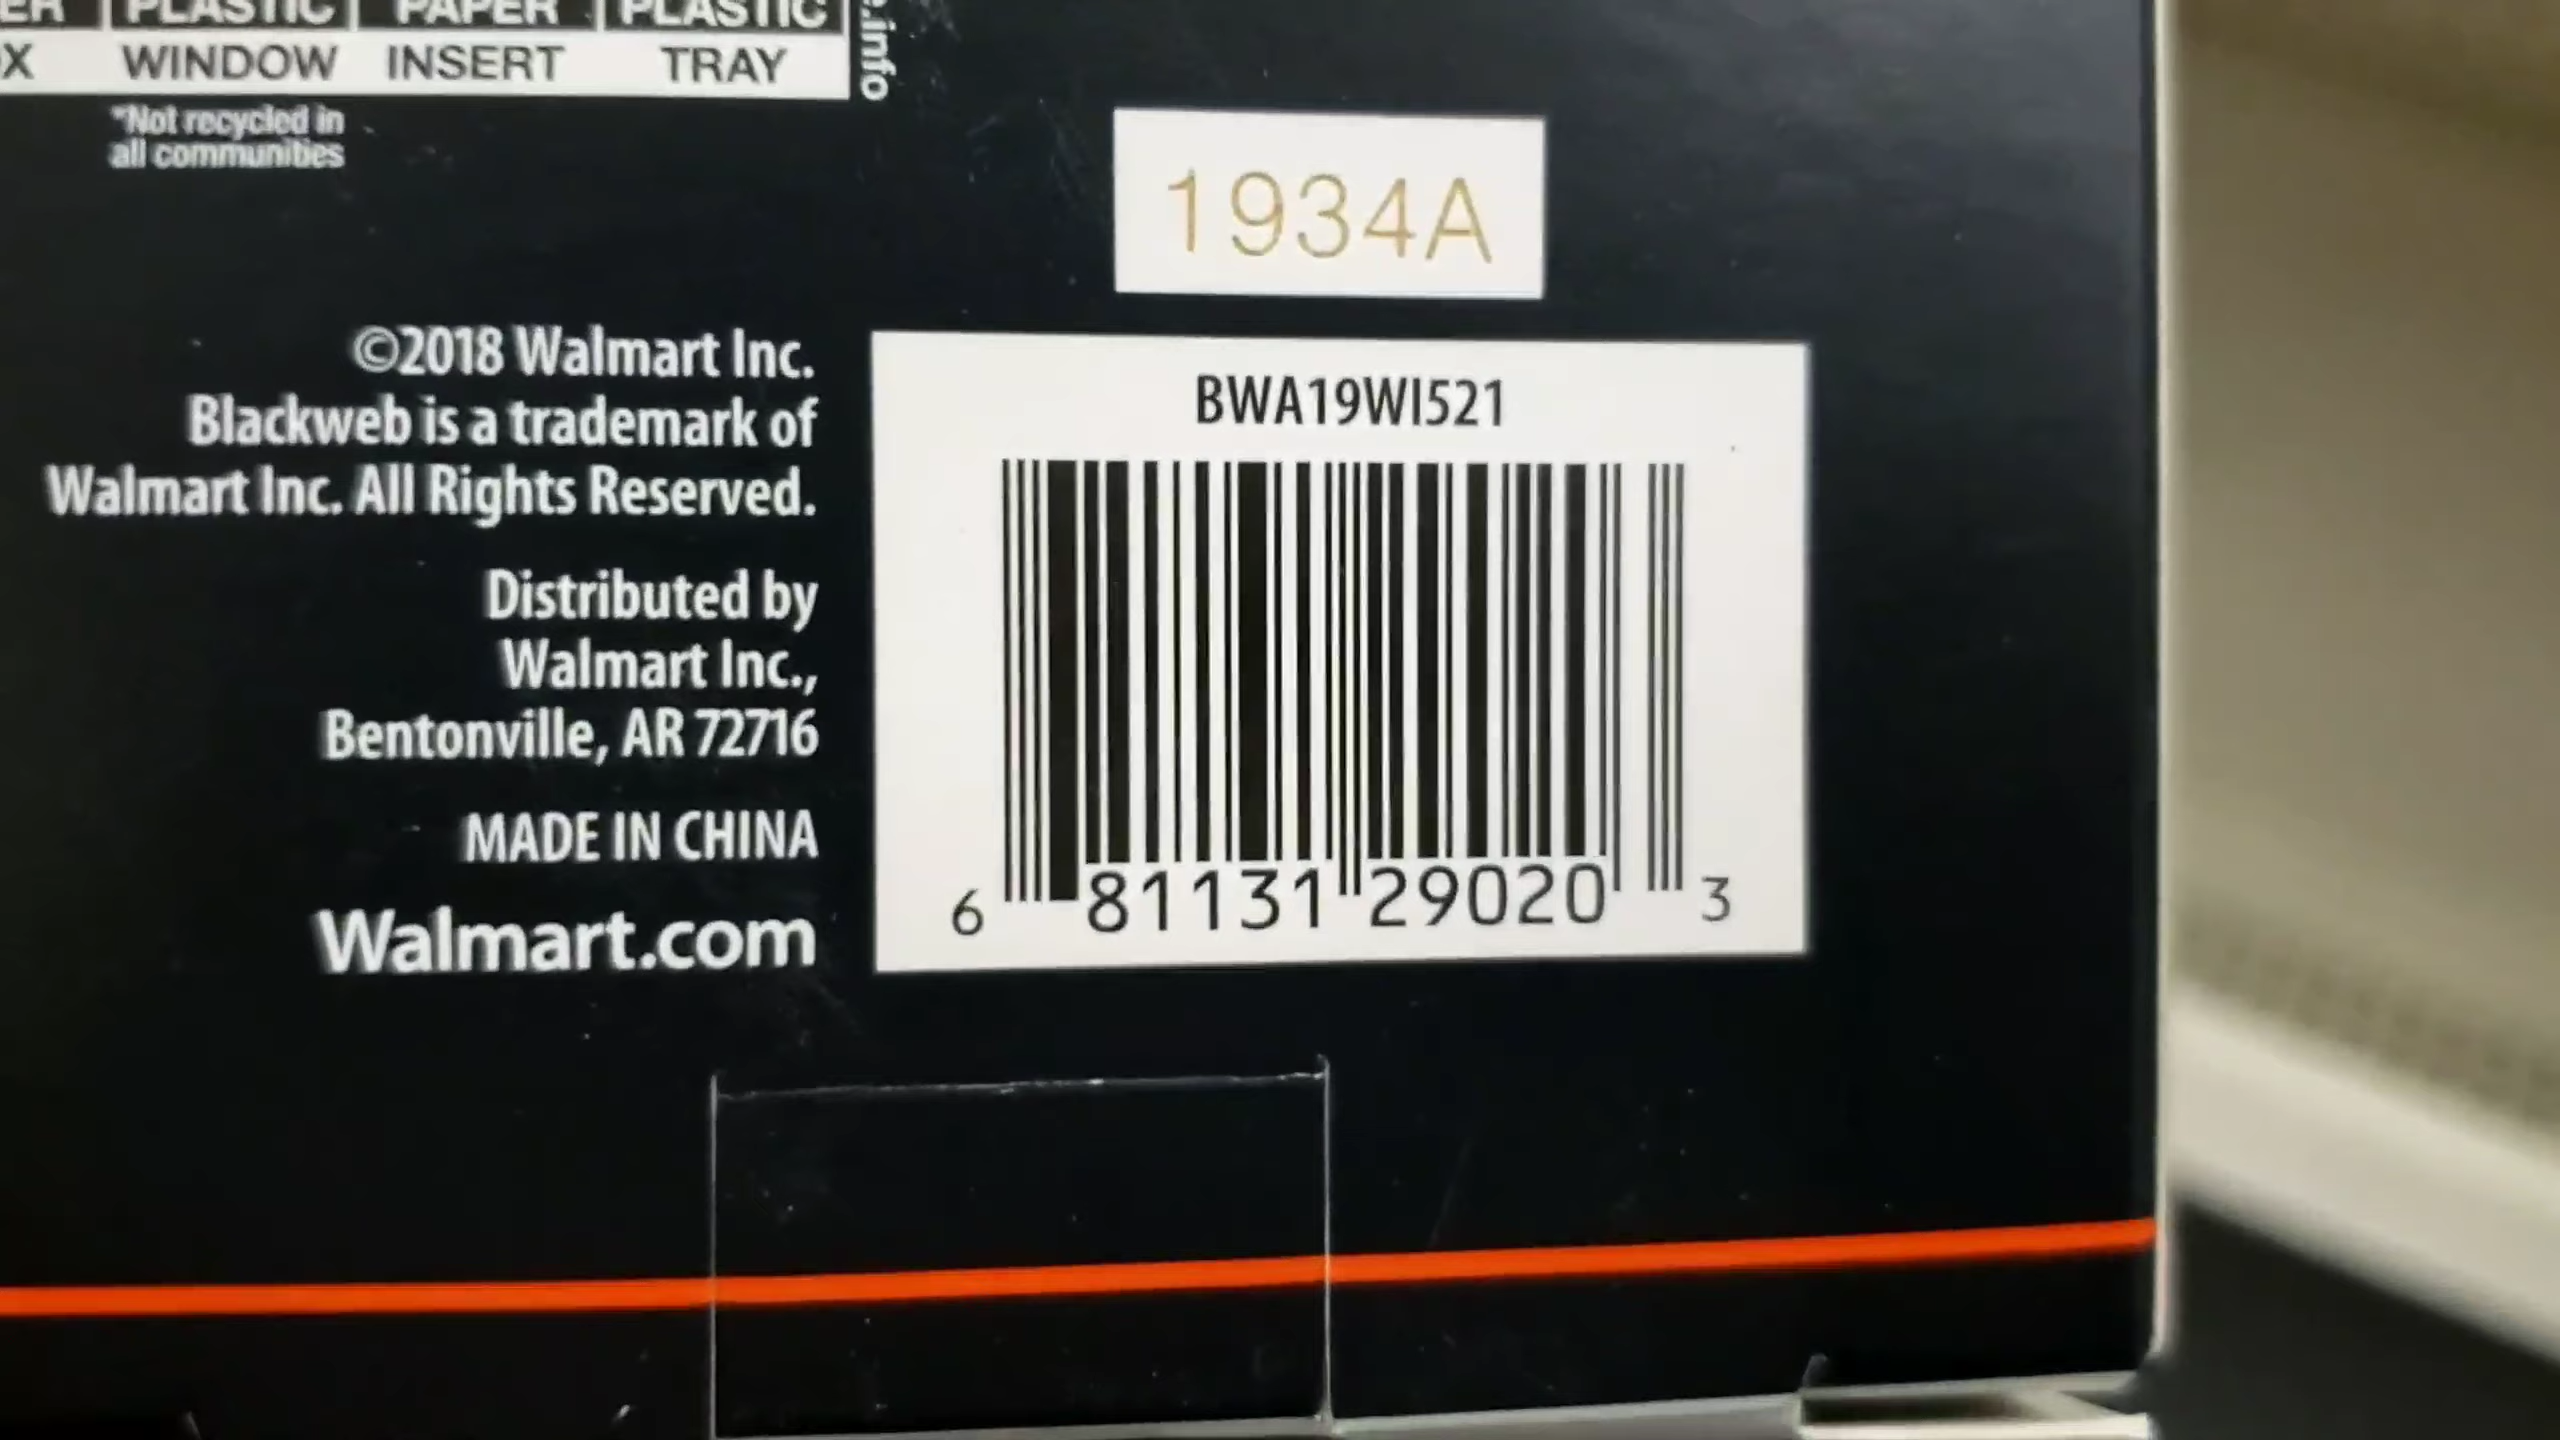 PLASTIC PAPER PLASTIC
WINDOW INSERT TRAY
.info
*Not recycled in
all communities
1934A
©2018 Walmart Inc.
Blackweb is a trademark of
Walmart Inc. All Rights Reserved.
Distributed by
Walmart Inc.,
Bentonville, AR 72716
MADE IN CHINA
Walmart.com
BWA19WI521
6 81131 29020 3